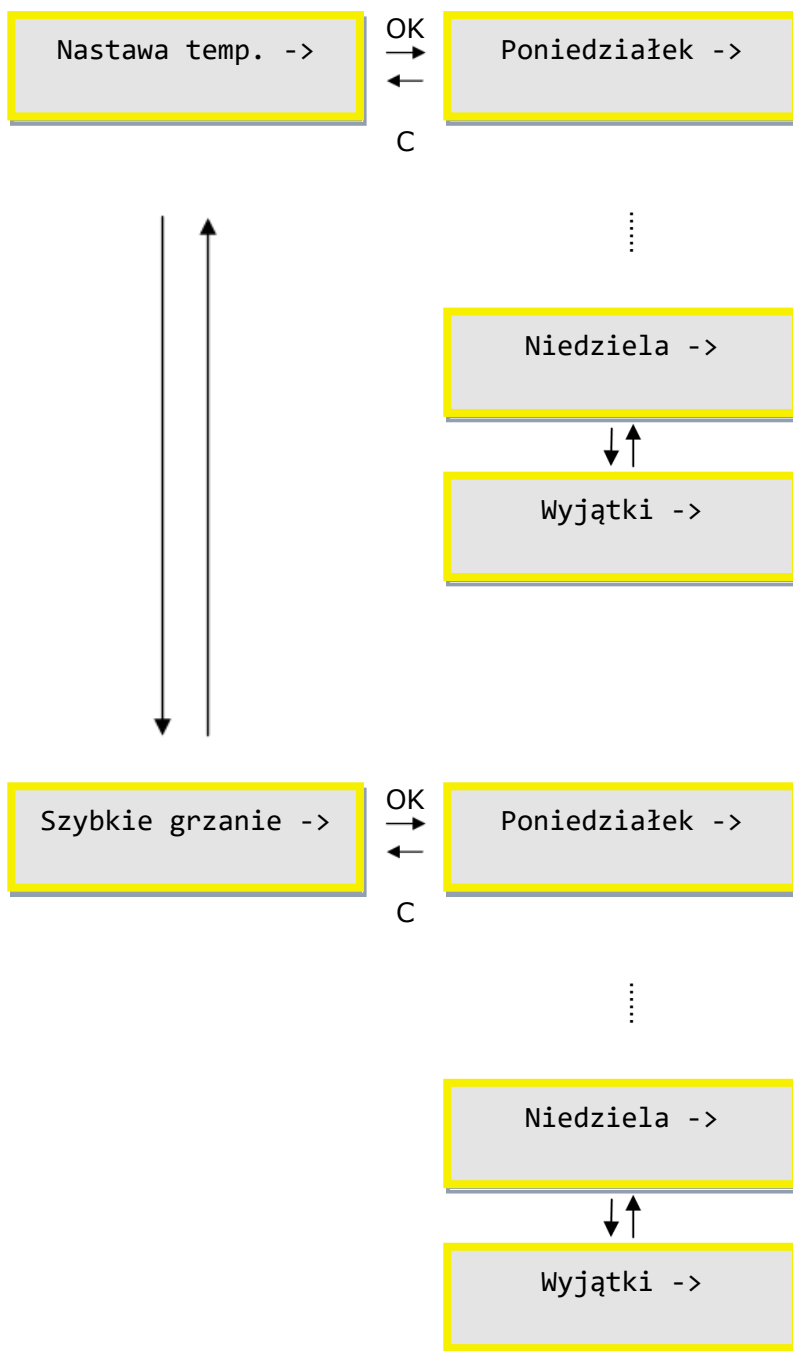 Nastawa temp. ->
OK
Poniedziałek ->
C
Niedziela ->
Wyjątki ->
Szybkie grzanie ->
OK
Poniedziałek ->
C
Niedziela ->
Wyjątki ->